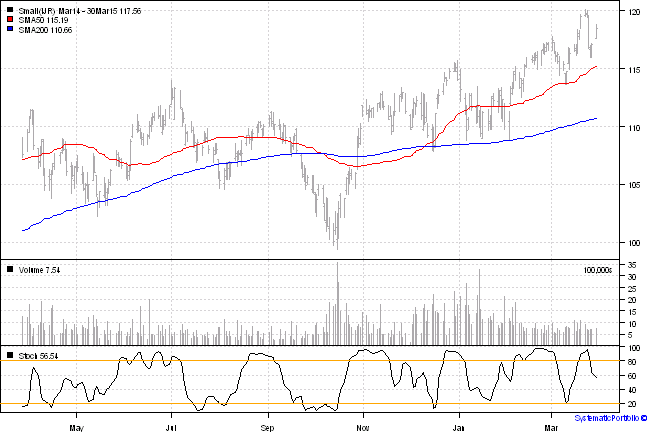 Small(IJR) Mar14 - 30Mar15 117.56
SMA50 115.19
SMA200 110.66
120
115
110
105
100
Volume 7.54
100,000s
35
30
25
20
15
10
5
Stoch 56.54
100
80
60
40
20
May
Jul
Sep
Nov
Jan
Mar
SystematicPortfolio ©